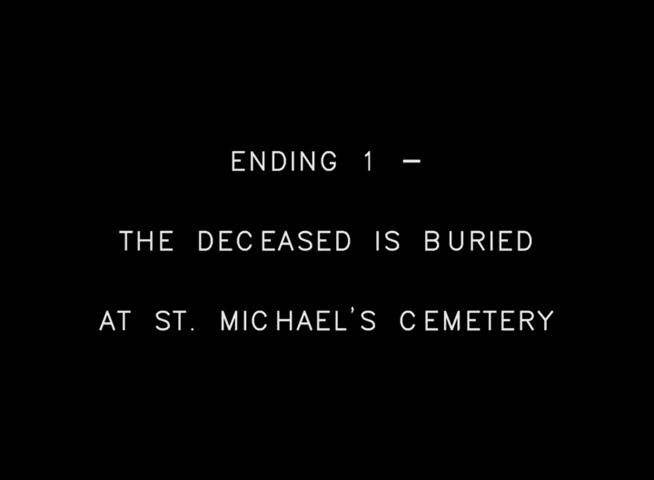 ENDING 1 —
THE DECEASED IS BURIED
AT ST. MICHAEL'S CEMETERY